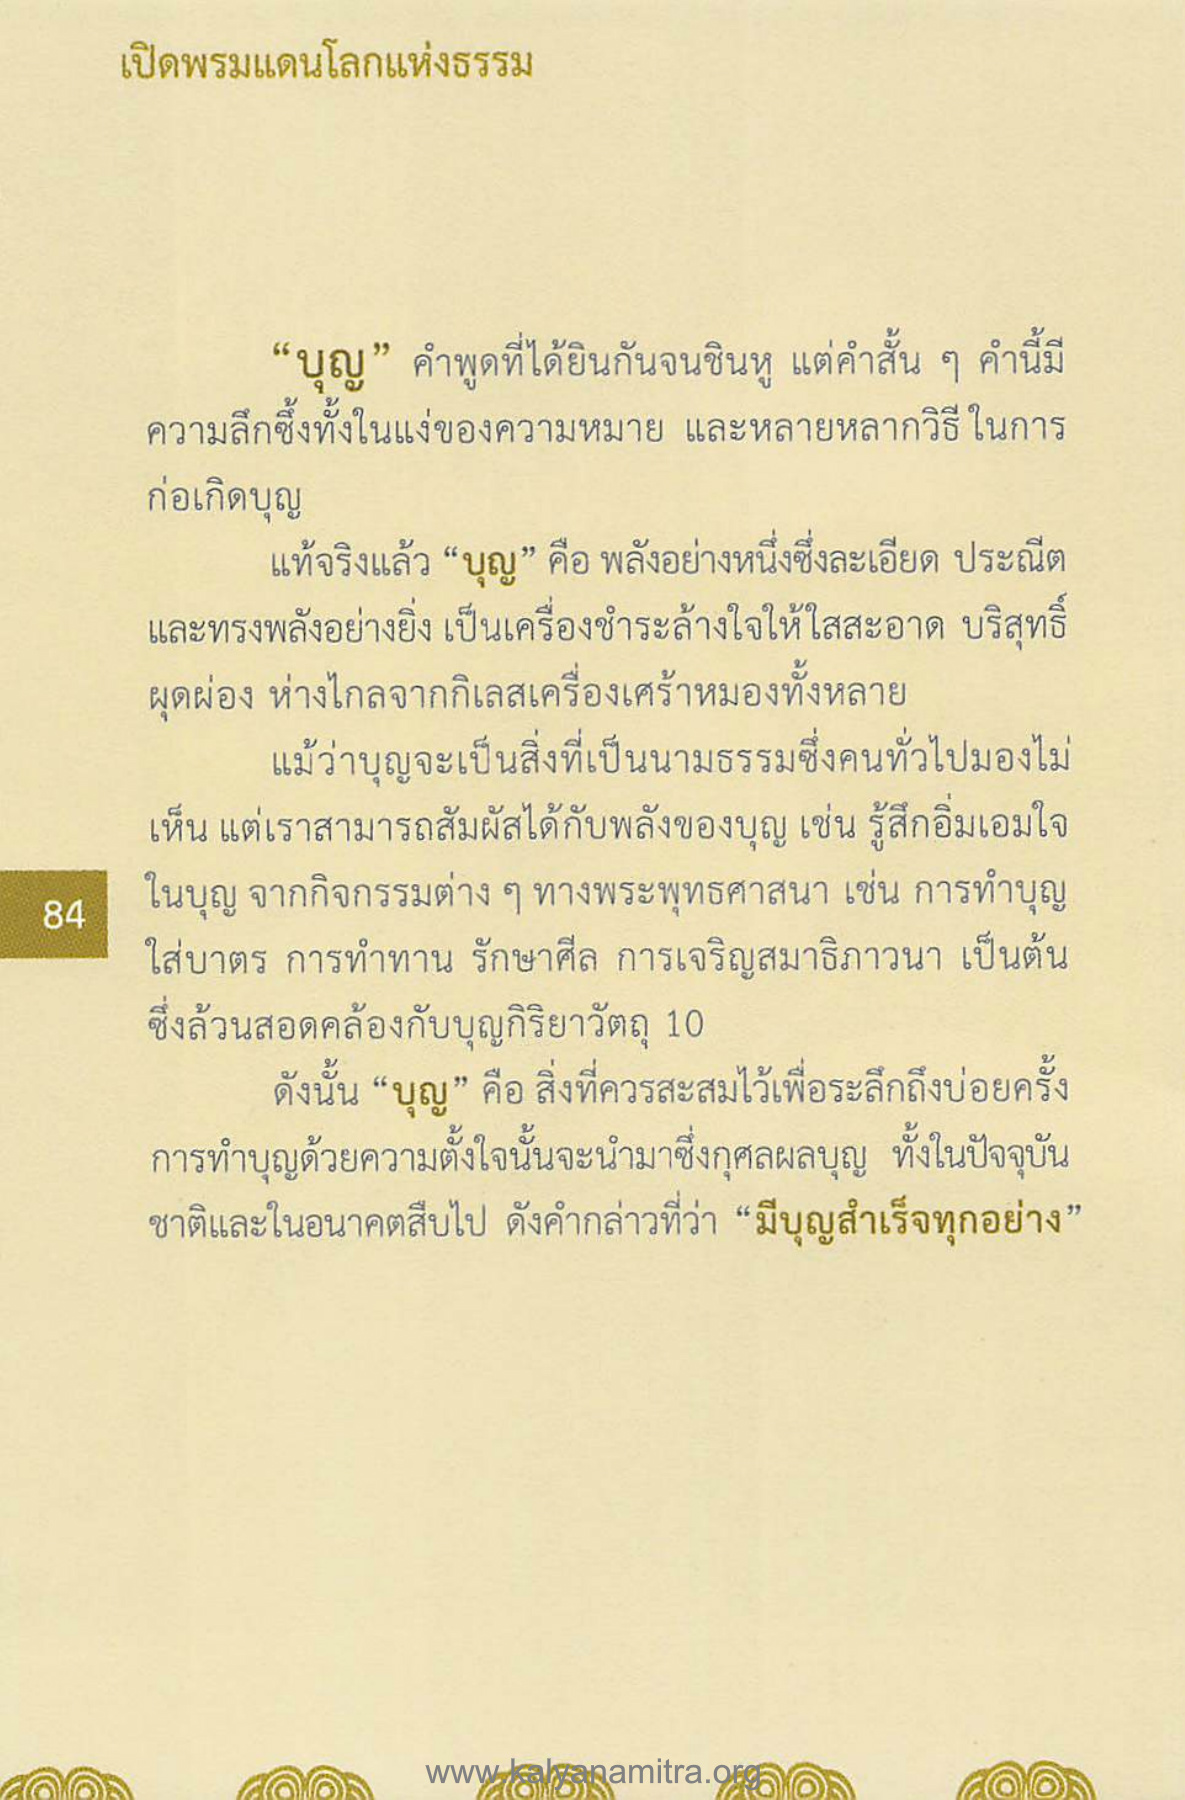 เปิดพรมแดนโลกแห่งธรรม
“บุญ” คำพูดที่ได้ยินกันจนชินหู แต่คำสั้น ๆ คำนี้มี
ความลึกซึ้งทั้งในแง่ของความหมาย และหลายหลากวิธี ในการ
ก่อเกิดบุญ
แท้จริงแล้ว “บุญ” คือ พลังอย่างหนึ่งซึ่งละเอียด ประณีต
และทรงพลังอย่างยิ่ง เป็นเครื่องชำระล้างใจให้ใสสะอาด บริสุทธิ์
ผุดผ่อง ห่างไกลจากกิเลสเครื่องเศร้าหมองทั้งหลาย
แม้ว่าบุญจะเป็นสิ่งที่เป็นนามธรรมซึ่งคนทั่วไปมองไม่
เห็น แต่เราสามารถสัมผัสได้กับพลังของบุญ เช่น รู้สึกอิ่มเอมใจ
ในบุญ จากกิจกรรมต่าง ๆ ทางพระพุทธศาสนา เช่น การทำบุญ
84
ใส่บาตร การทำทาน รักษาศีล การเจริญสมาธิภาวนา เป็นต้น
ซึ่งล้วนสอดคล้องกับบุญกิริยาวัตถุ 10
ดังนั้น “บุญ” คือ สิ่งที่ควรสะสมไว้เพื่อระลึกถึงบ่อยครั้ง
การทำบุญด้วยความตั้งใจนั้นจะนำมาซึ่งกุศลผลบุญ ทั้งในปัจจุบัน
ชาติและในอนาคตสืบไป ดังคำกล่าวที่ว่า “มีบุญสำเร็จทุกอย่าง”
www.kalyanamitra.org